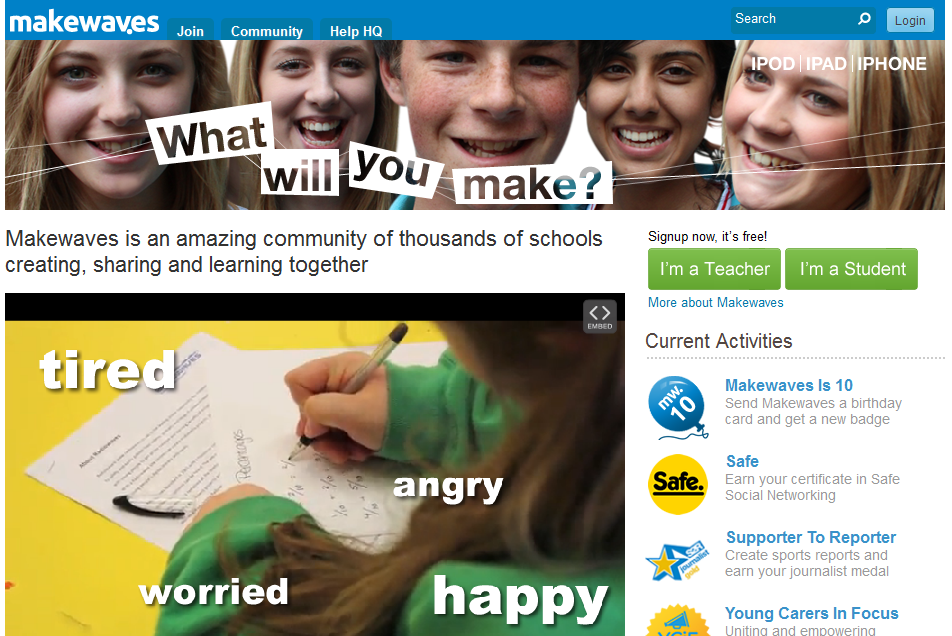 makewaves
Join
Community
Help HQ
Search
Login
IPOD | IPAD | IPHONE
What
will
you
make?
Makewaves is an amazing community of thousands of schools
creating, sharing and learning together
Signup now, it's free!
I'm a Teacher
I'm a Student
More about Makewaves
EMBED
tired
angry
worried
happy
Current Activities
mw.
10
Makewaves Is 10
Send Makewaves a birthday
card and get a new badge
Safe.
Safe
Earn your certificate in Safe
Social Networking
S2R
journalist
gold
Supporter To Reporter
Create sports reports and
earn your journalist medal
YCiF
Young Carers In Focus
Uniting and empowering